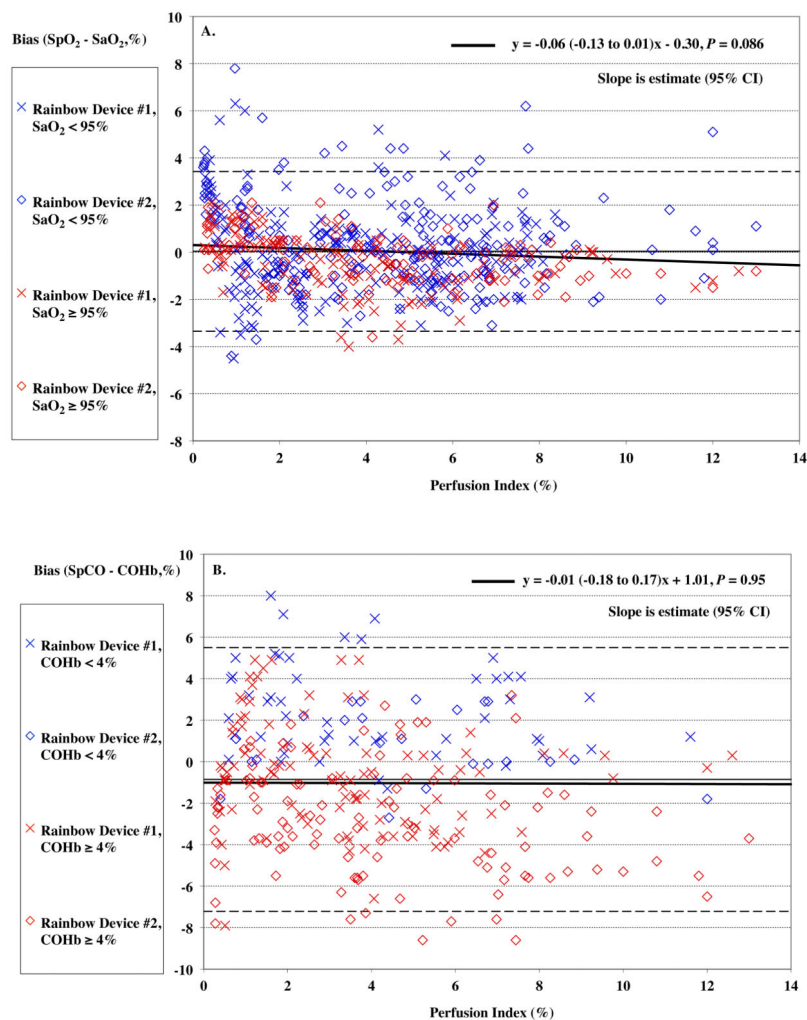 Bias (SpO2 - SaO2,%)
A.
y = -0.06 (-0.13 to 0.01)x - 0.30, P = 0.086
Slope is estimate (95% CI)
Rainbow Device #1,
SaO2 < 95%
Rainbow Device #2,
SaO2 < 95%
Rainbow Device #1,
SaO2 ≥ 95%
Rainbow Device #2,
SaO2 ≥ 95%
10
8
6
4
2
0
-2
-4
-6
-8
0 2 4 6 8 10 12 14
Perfusion Index (%)
Bias (SpCO - COHb,%)
B.
y = -0.01 (-0.18 to 0.17)x + 1.01, P = 0.95
Slope is estimate (95% CI)
Rainbow Device #1,
COHb < 4%
Rainbow Device #2,
COHb < 4%
Rainbow Device #1,
COHb ≥ 4%
Rainbow Device #2,
COHb ≥ 4%
10
8
6
4
2
0
-2
-4
-6
-8
-10
0 2 4 6 8 10 12 14
Perfusion Index (%)